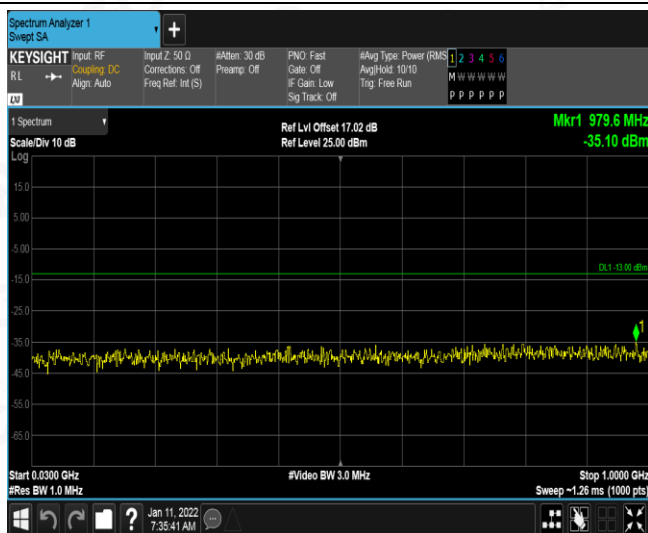 Spectrum Analyzer 1
Swept SA
+
KEYSIGHT
RL
LXI
Input: RF
Coupling: DC
Align: Auto
Input Z: 50 Ω
Corrections: Off
Freq Ref: Int (S)
#Atten: 30 dB
Preamp: Off
PNO: Fast
Gate: Off
IF Gain: Low
Sig Track: Off
#Avg Type: Power (RMS
Avg|Hold: 10/10
Trig: Free Run
1 2 3 4 5 6
M W W W W W
P P P P P P
1 Spectrum
Scale/Div 10 dB
Log
Ref Lvl Offset 17.02 dB
Ref Level 25.00 dBm
Mkr1 979.6 MHz
-35.10 dBm
15.0
5.00
-5.00
DL1 -13.00 dBm
-15.0
-25.0
1
-35.0
-45.0
-55.0
-65.0
Start 0.0300 GHz
#Res BW 1.0 MHz
#Video BW 3.0 MHz
Stop 1.0000 GHz
Sweep ~1.26 ms (1000 pts)
?
Jan 11, 2022
7:35:41 AM